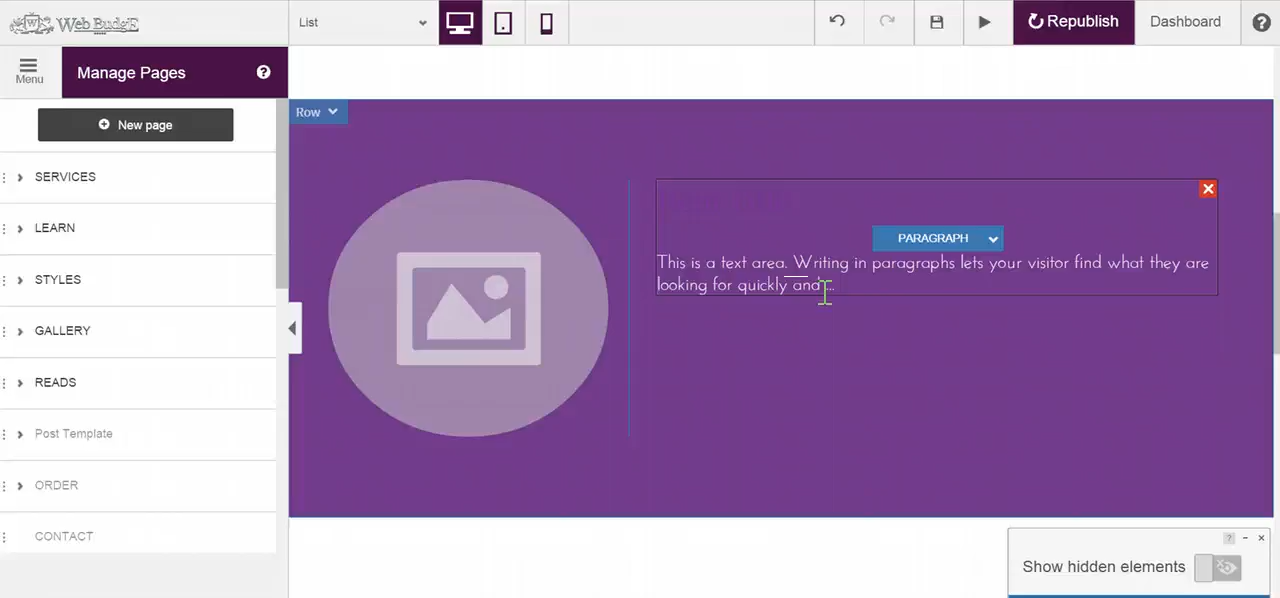 Web BudgE
List
Republish
Dashboard
Menu
Manage Pages
New page
Row
SERVICES
LEARN
STYLES
GALLERY
READS
Post Template
ORDER
CONTACT
PARAGRAPH
This is a text area. Writing in paragraphs lets your visitor find what they are
looking for quickly and ...
Show hidden elements